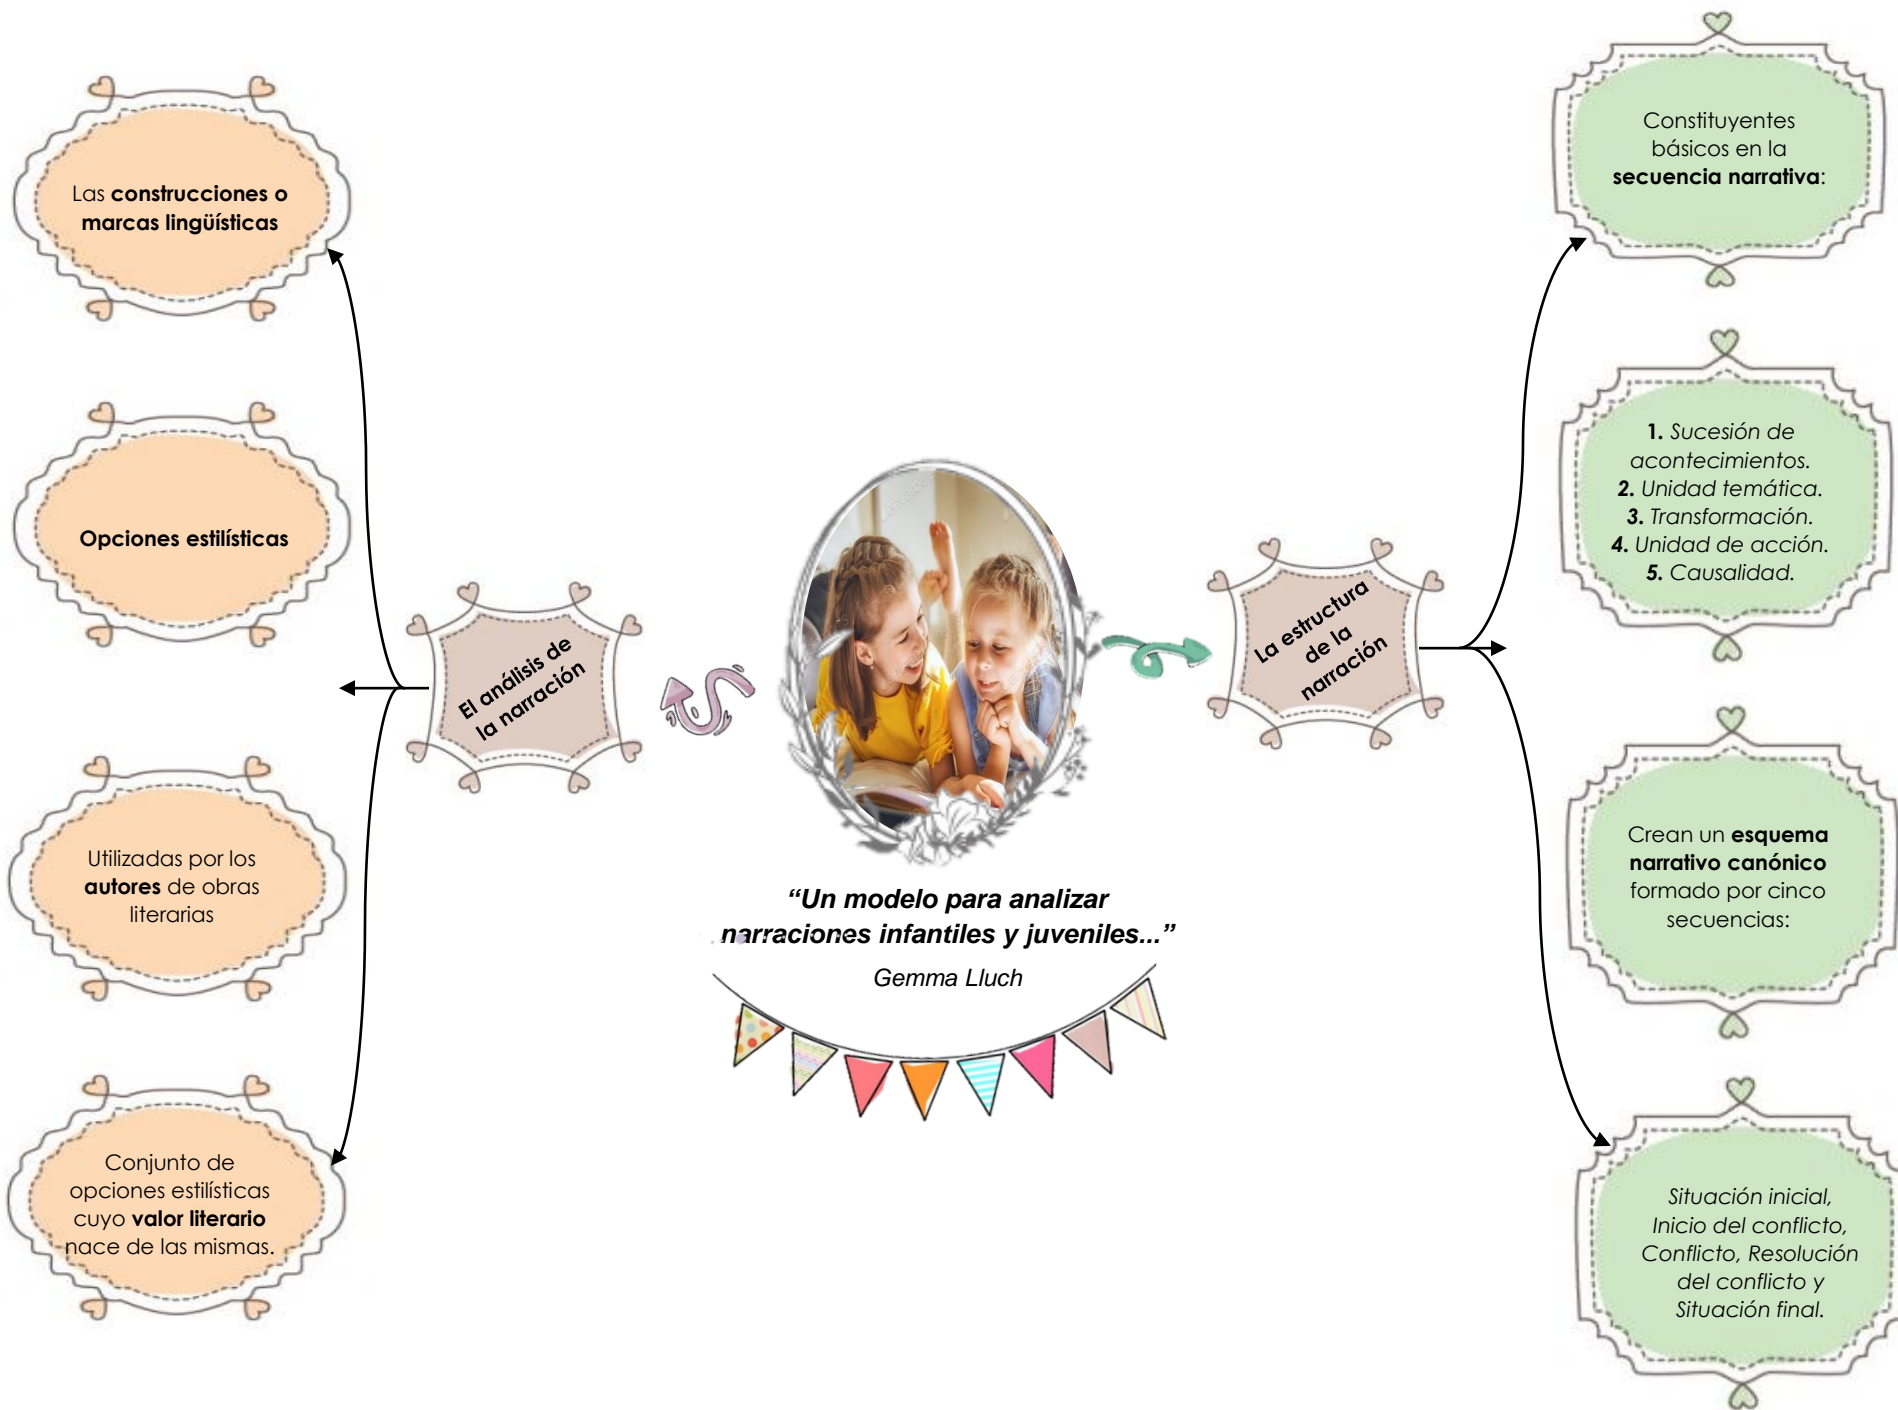 Las construcciones o
marcas lingüísticas
Opciones estilísticas
Utilizadas por los
autores de obras
literarias
Conjunto de
opciones estilísticas
cuyo valor literario
nace de las mismas.
El análisis de
la narración
“Un modelo para analizar
narraciones infantiles y juveniles...”
Gemma Lluch
La estructura
de la
narración
Constituyentes
básicos en la
secuencia narrativa:
1. Sucesión de
acontecimientos.
2. Unidad temática.
3. Transformación.
4. Unidad de acción.
5. Causalidad.
Crean un esquema
narrativo canónico
formado por cinco
secuencias:
Situación inicial,
Inicio del conflicto,
Conflicto, Resolución
del conflicto y
Situación final.